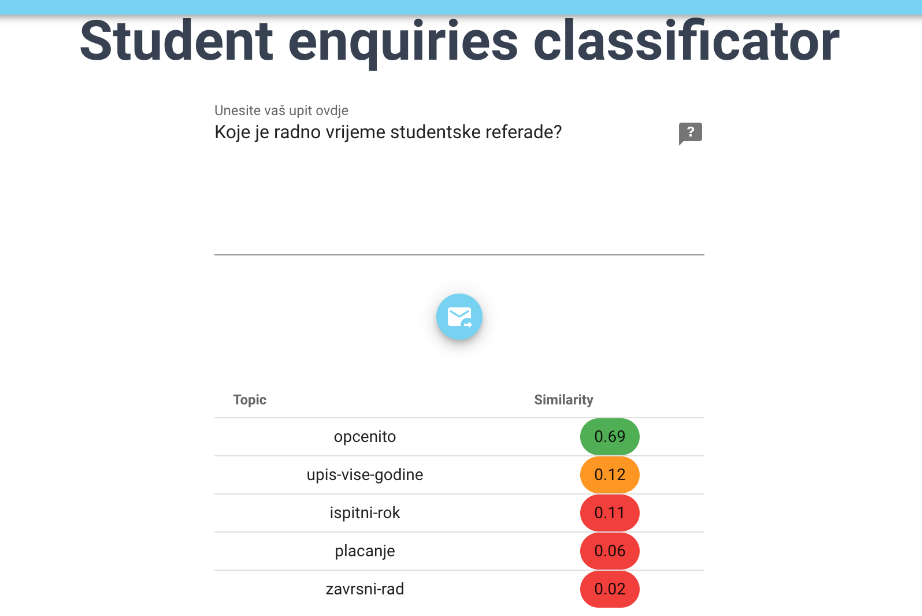 Student enquiries classificator
Unesite vaš upit ovdje
Koje je radno vrijeme studentske referade?
?
Topic Similarity
opcenito 0.69
upis-vise-godine 0.12
ispitni-rok 0.11
placanje 0.06
zavrsni-rad 0.02